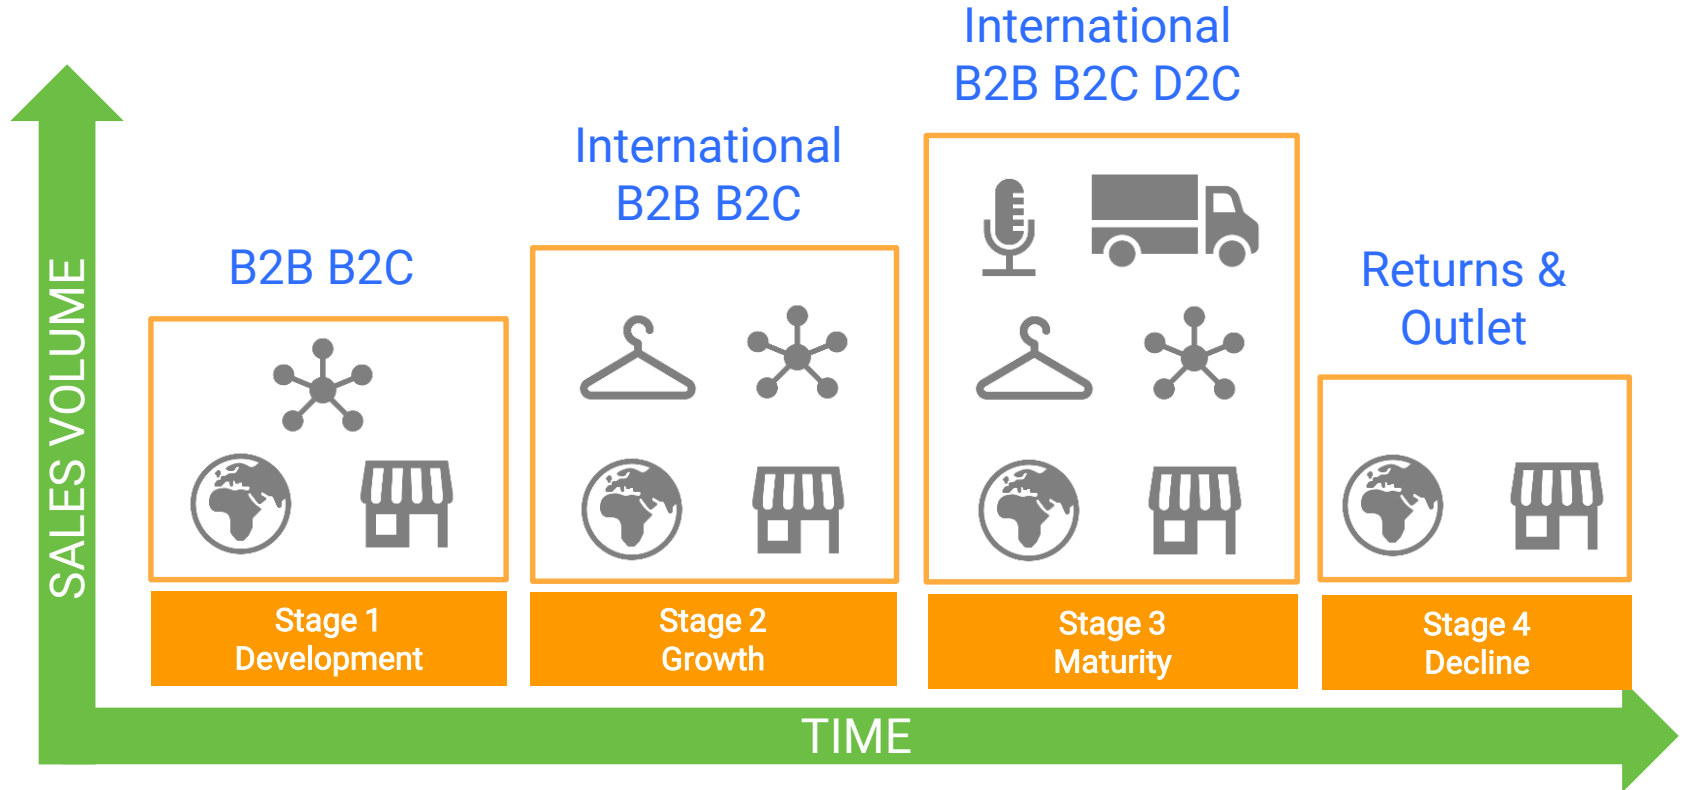 International
B2B B2C D2C
International
B2B B2C
B2B B2C
Returns &
Outlet
SALES VOLUME
Stage 1
Development
Stage 2
Growth
Stage 3
Maturity
Stage 4
Decline
TIME